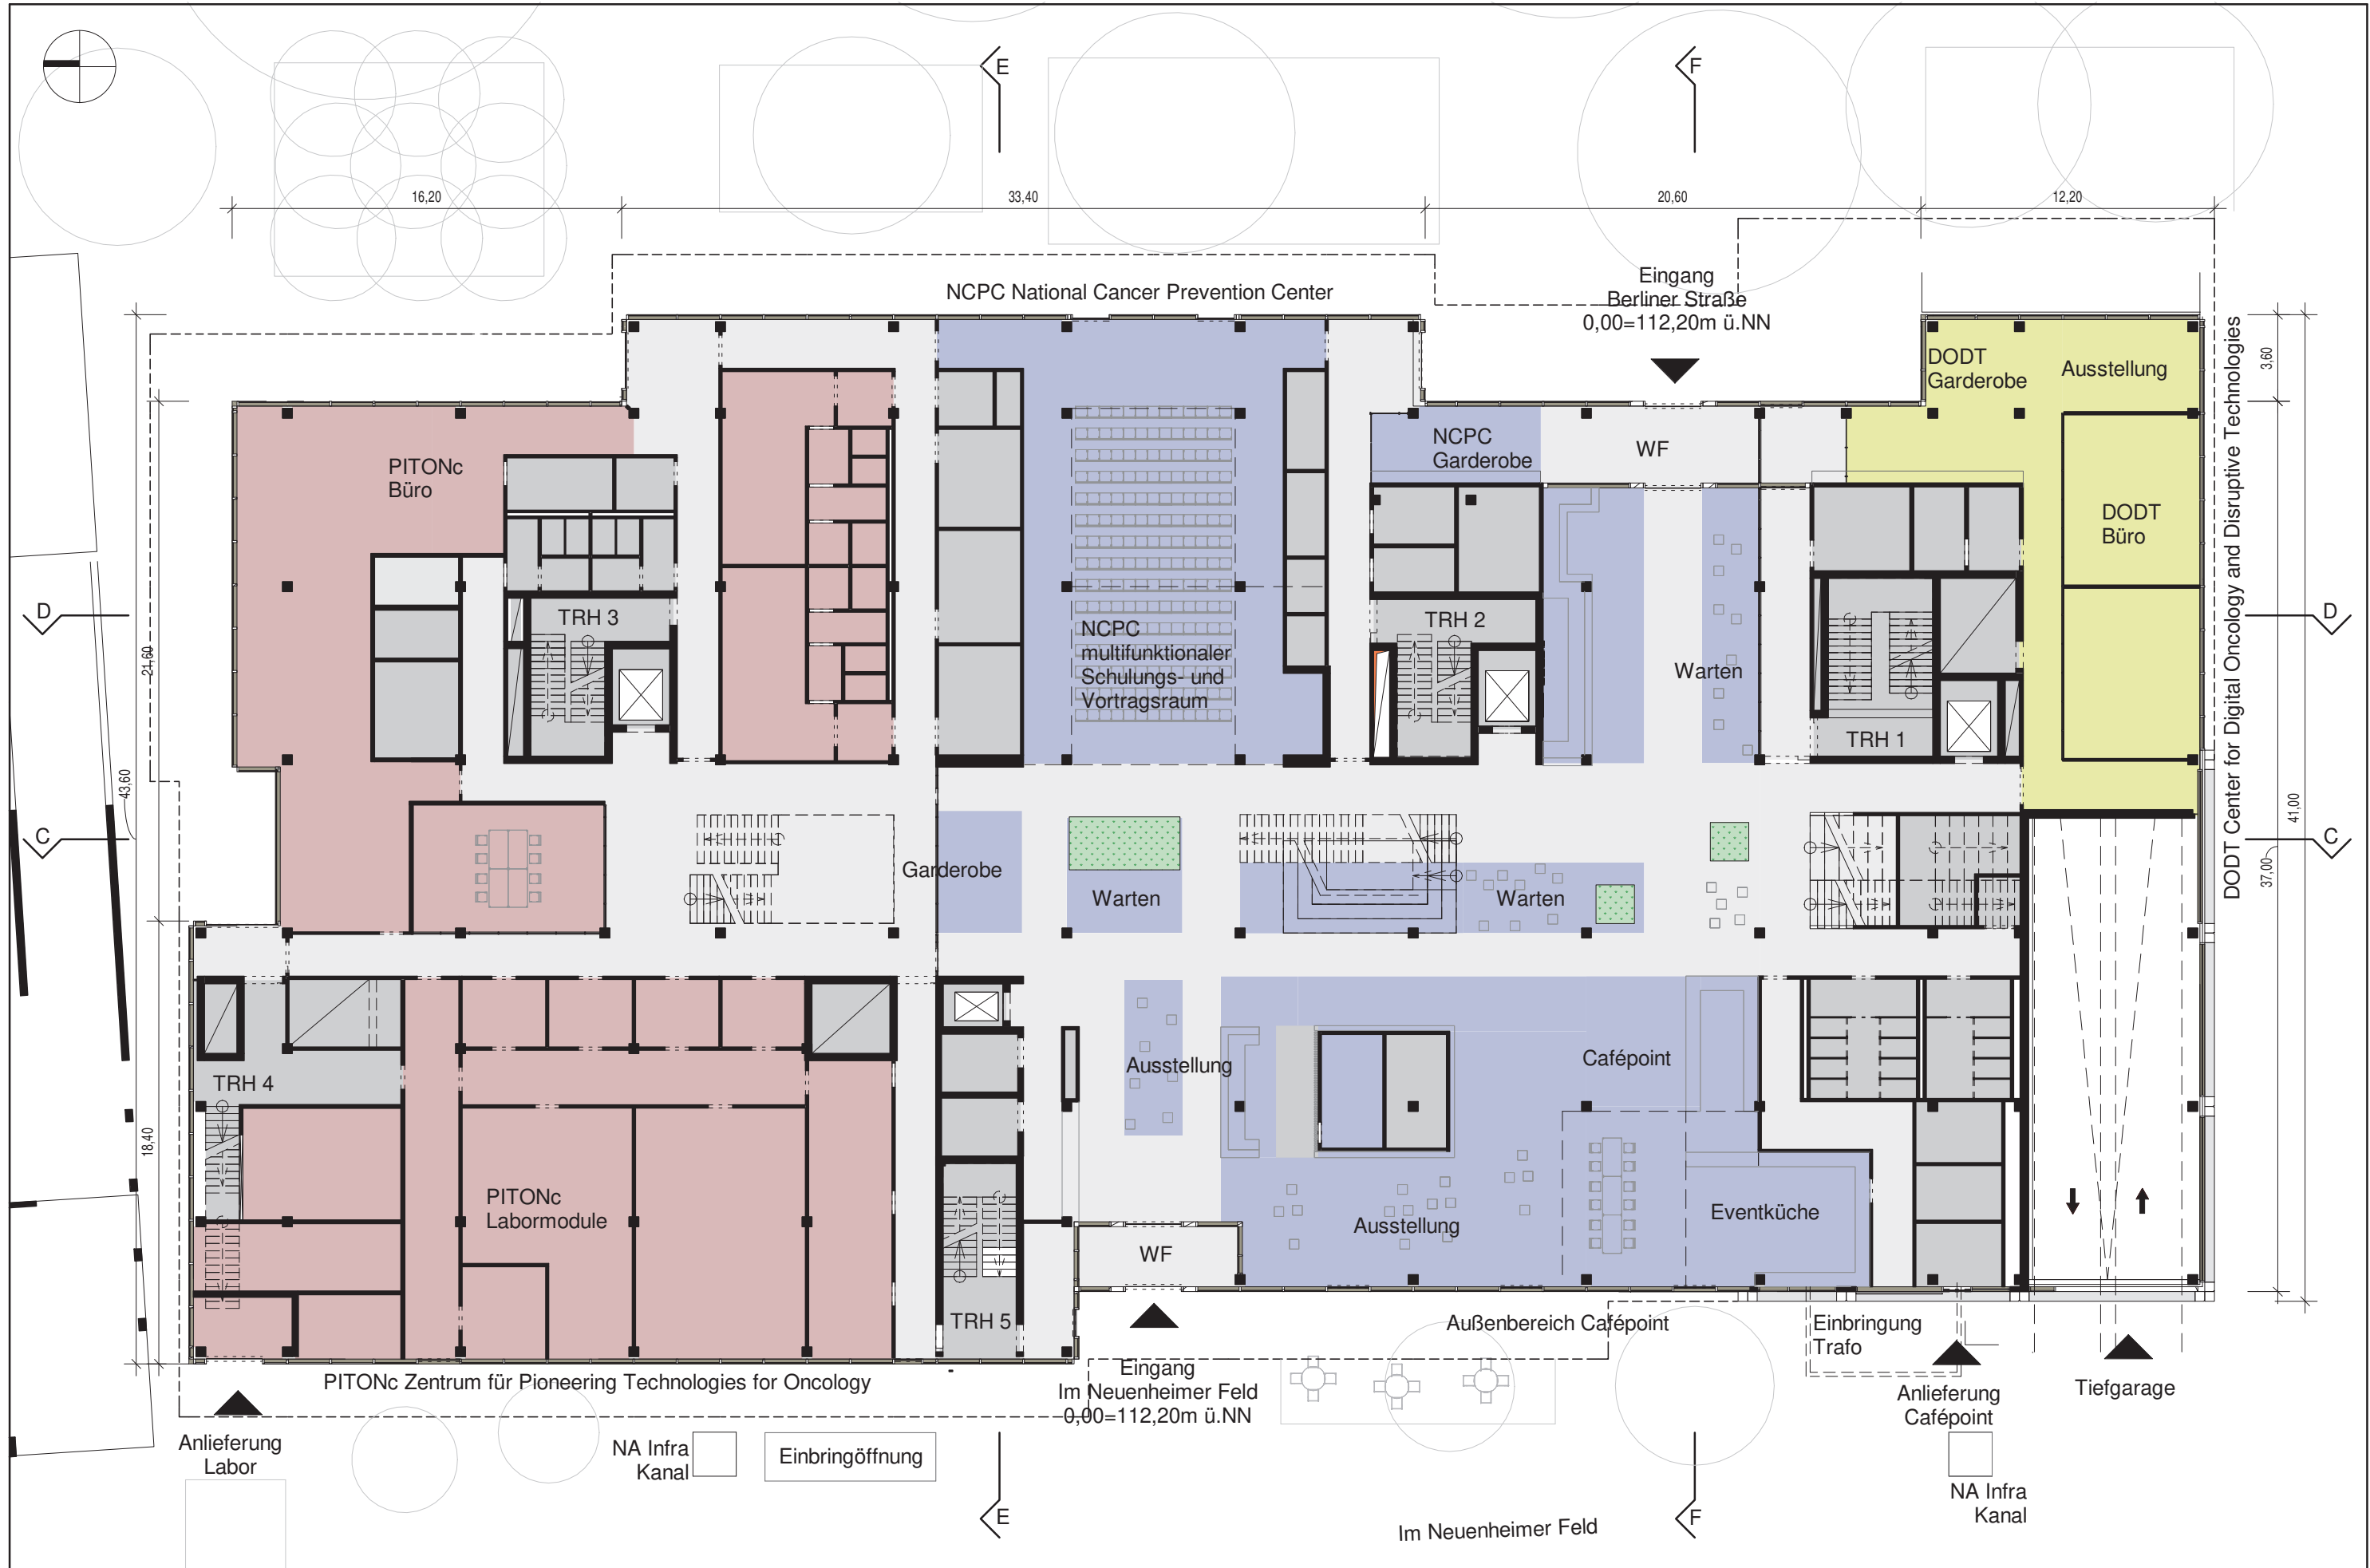 E
F
16,20
33,40
20,60
12,20
NCPC National Cancer Prevention Center
Eingang
Berliner Straße
0,00=112,20m ü.NN
DODT
Garderobe
Ausstellung
3,60
DODT Center for Digital Oncology and Disruptive Technologies
PITONc
Büro
NCPC
Garderobe
WF
DODT
Büro
D
TRH 3
NCPC
multifunktionaler
Schulungs- und
Vortragsraum
TRH 2
Warten
TRH 1
D
21,60
43,60
41,00
37,00
C
C
Garderobe
Warten
Warten
TRH 4
Ausstellung
Cafépoint
18,40
PITONc
Labormodule
Ausstellung
Eventküche
WF
TRH 5
Außenbereich Cafépoint
Einbringung
Trafo
PITONc Zentrum für Pioneering Technologies for Oncology
Eingang
Im Neuenheimer Feld
0,00=112,20m ü.NN
Anlieferung
Cafépoint
Tiefgarage
Anlieferung
Labor
NA Infra
Kanal
Einbringöffnung
NA Infra
Kanal
E
F
Im Neuenheimer Feld